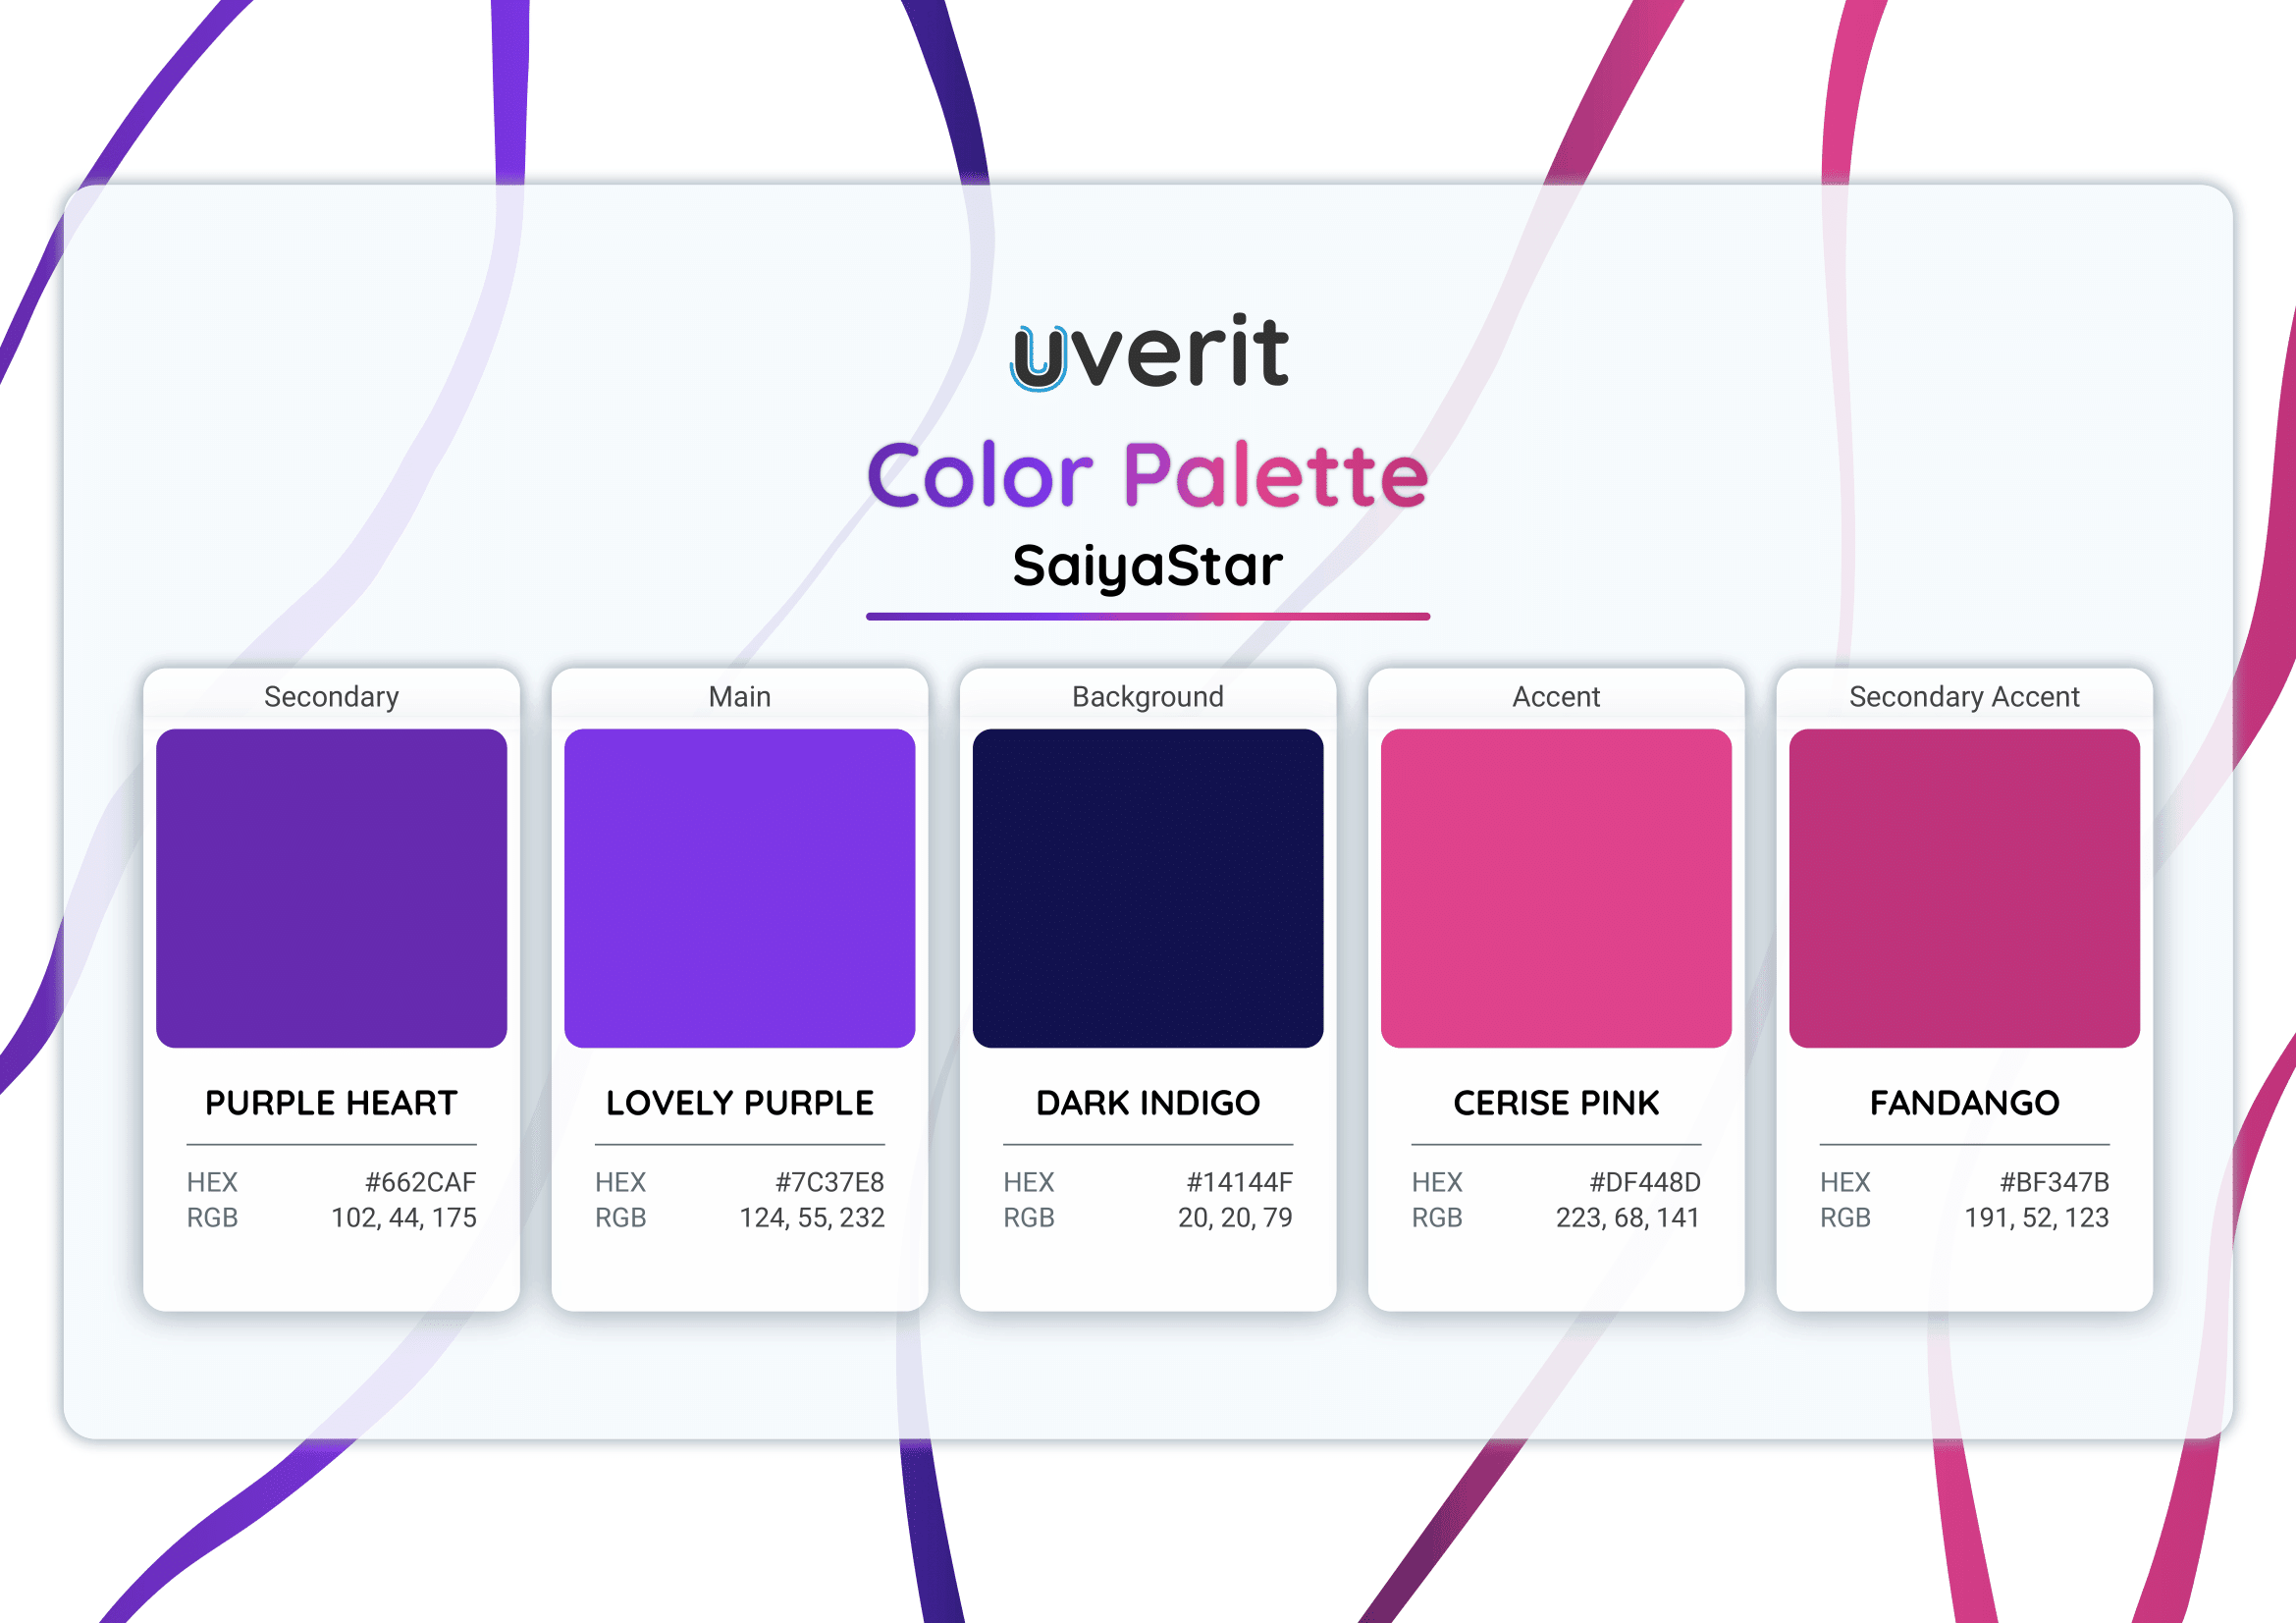 uverit
Color Palette
SaiyaStar
Secondary
PURPLE HEART
HEX #662CAF
RGB 102, 44, 175
Main
LOVELY PURPLE
HEX #7C37E8
RGB 124, 55, 232
Background
DARK INDIGO
HEX #14144F
RGB 20, 20, 79
Accent
CERISE PINK
HEX #DF448D
RGB 223, 68, 141
Secondary Accent
FANDANGO
HEX #BF347B
RGB 191, 52, 123